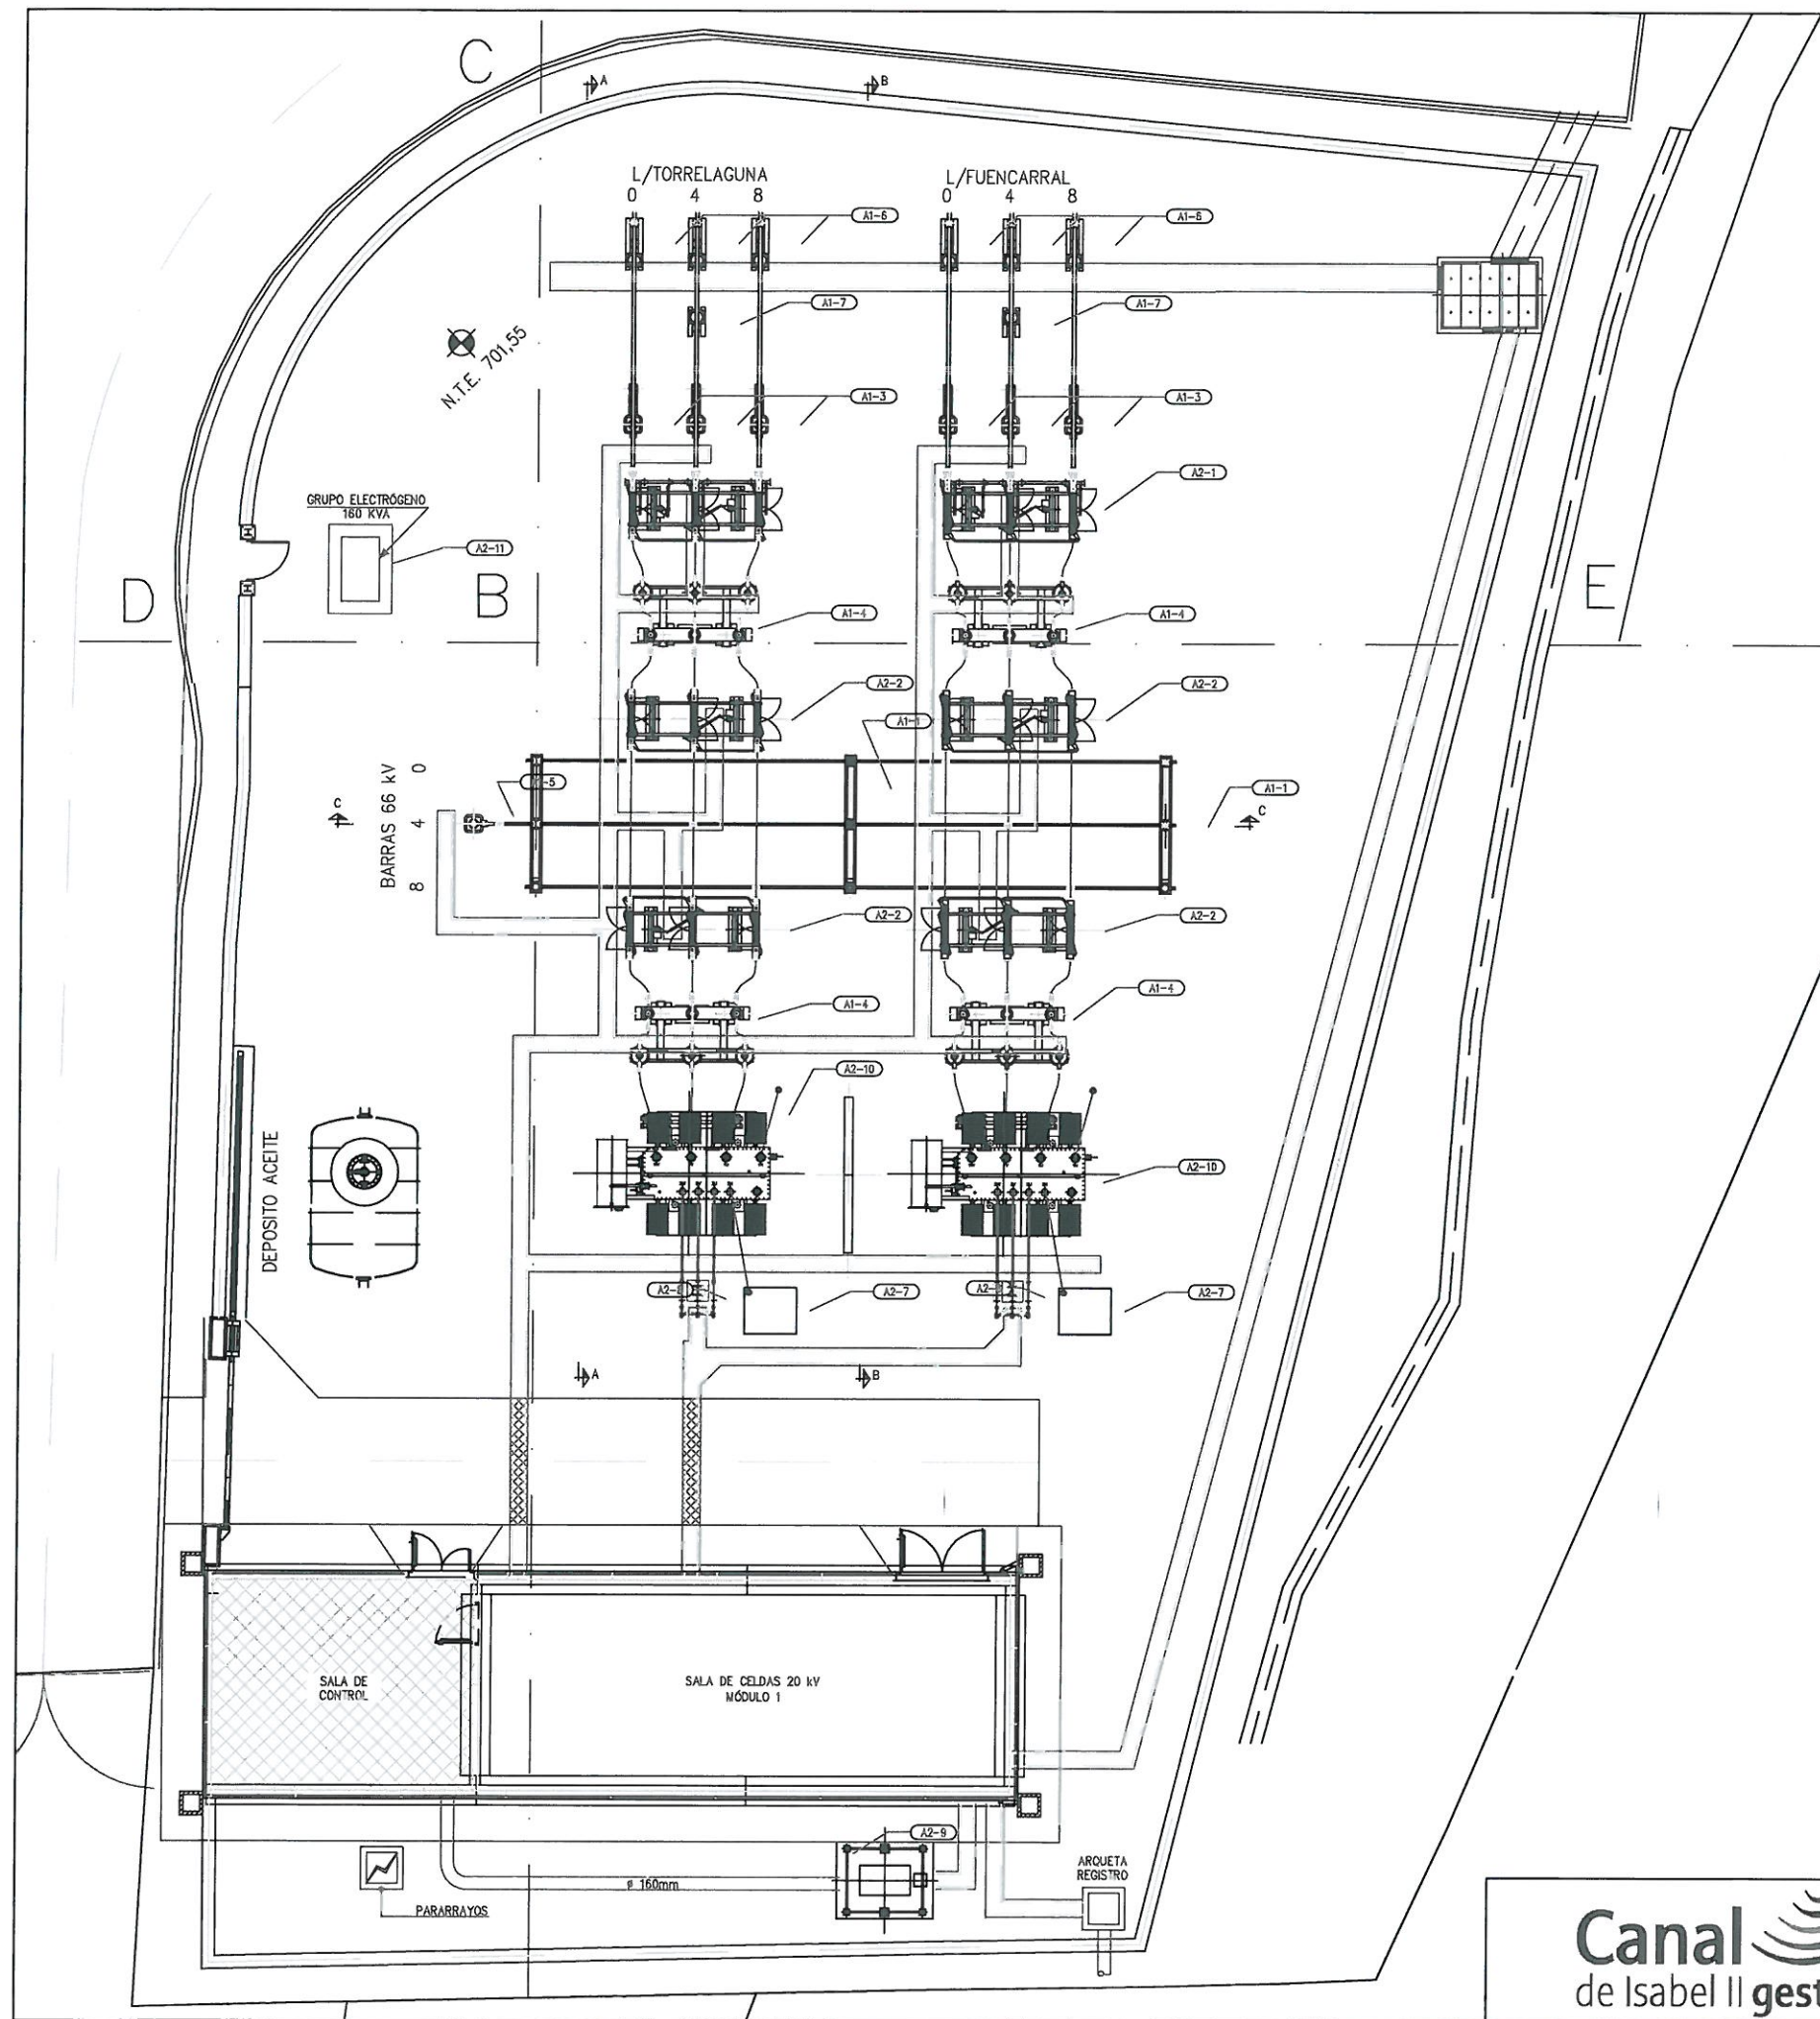 C
A
B
L/TORRELAGUNA
0 4 8
L/FUENCARRAL
0 4 8
A1-6
A1-6
A1-7
A1-7
N.T.E. 701,55
A1-3
A1-3
A2-1
GRUPO ELECTRÓGENO
160 KVA
A2-11
D
B
E
A1-4
A1-4
A2-2
A2-2
A1-1
BARRAS 66 kV
0
4
8
A1-1
C
C
A2-2
A2-2
A1-4
A1-4
A2-10
DEPOSITO ACEITE
A2-10
A2-7
A2-7
A
B
SALA DE
CONTROL
SALA DE CELDAS 20 kV
MÓDULO 1
A2-9
ARQUETA
REGISTRO
ø 160mm
PARARRAYOS
Canal
de Isabel II gest